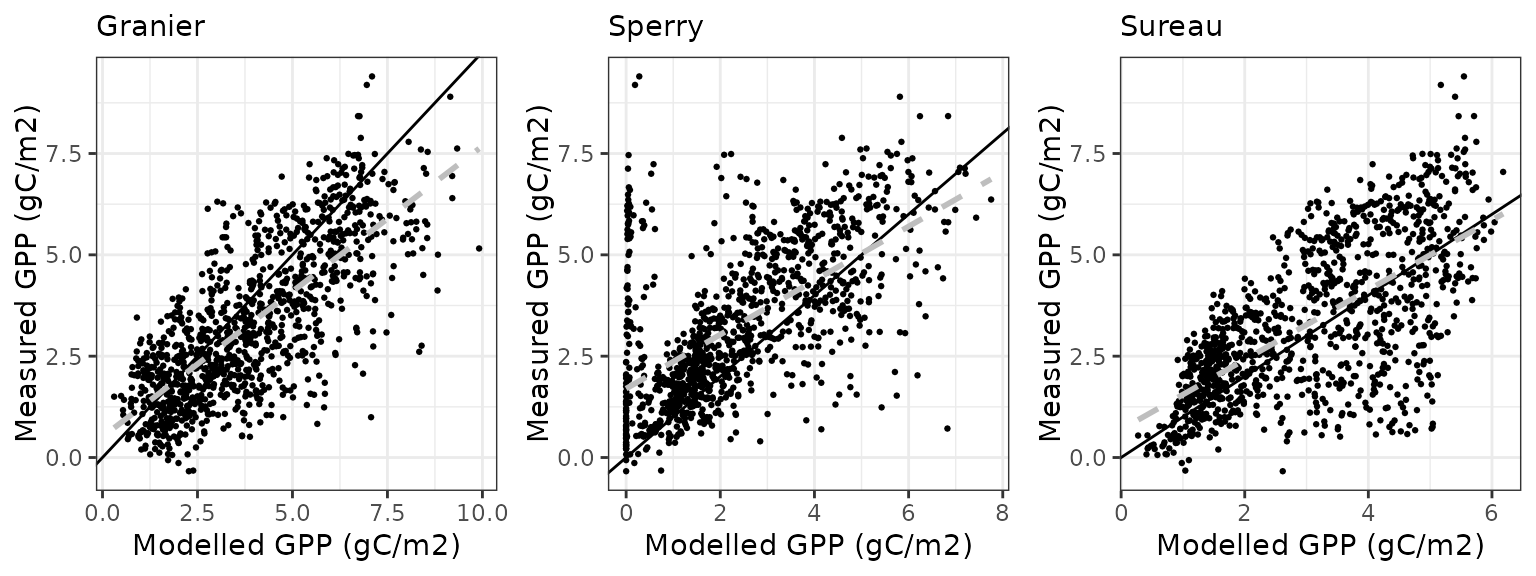 Granier
Sperry
Sureau
Measured GPP (gC/m2)
7.5
5.0
2.5
0.0
0.0
2.5
5.0
7.5
10.0
Modelled GPP (gC/m2)
Measured GPP (gC/m2)
7.5
5.0
2.5
0.0
0
2
4
6
8
Modelled GPP (gC/m2)
Measured GPP (gC/m2)
7.5
5.0
2.5
0.0
0
2
4
6
Modelled GPP (gC/m2)